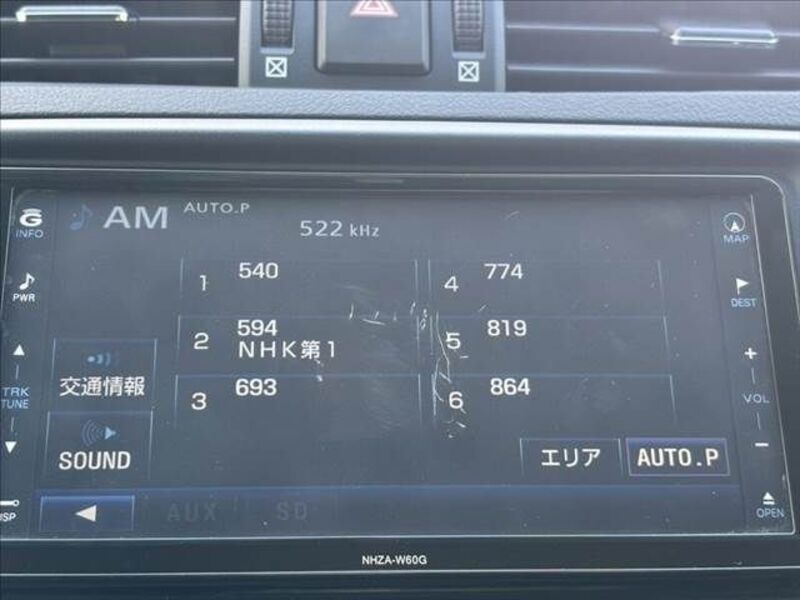 G
INFO
AM AUTO.P
522 kHz
MAP
PWR
1 540
4 774
DEST
2 594
NHK第1
5 819
TRK
TUNE
交通情報
3 693
6 864
VOL
SOUND
エリア
AUTO.P
DISP
AUX
SD
OPEN
NHZA-W60G